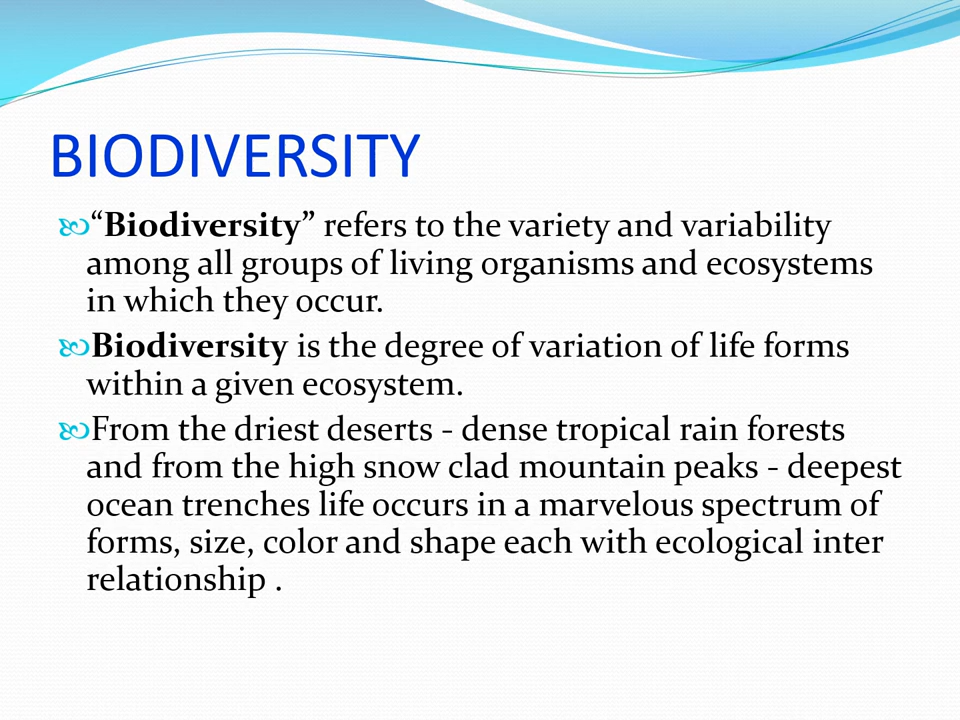 BIODIVERSITY
“Biodiversity” refers to the variety and variability
among all groups of living organisms and ecosystems
in which they occur.
Biodiversity is the degree of variation of life forms
within a given ecosystem.
From the driest deserts - dense tropical rain forests
and from the high snow clad mountain peaks - deepest
ocean trenches life occurs in a marvelous spectrum of
forms, size, color and shape each with ecological inter
relationship .